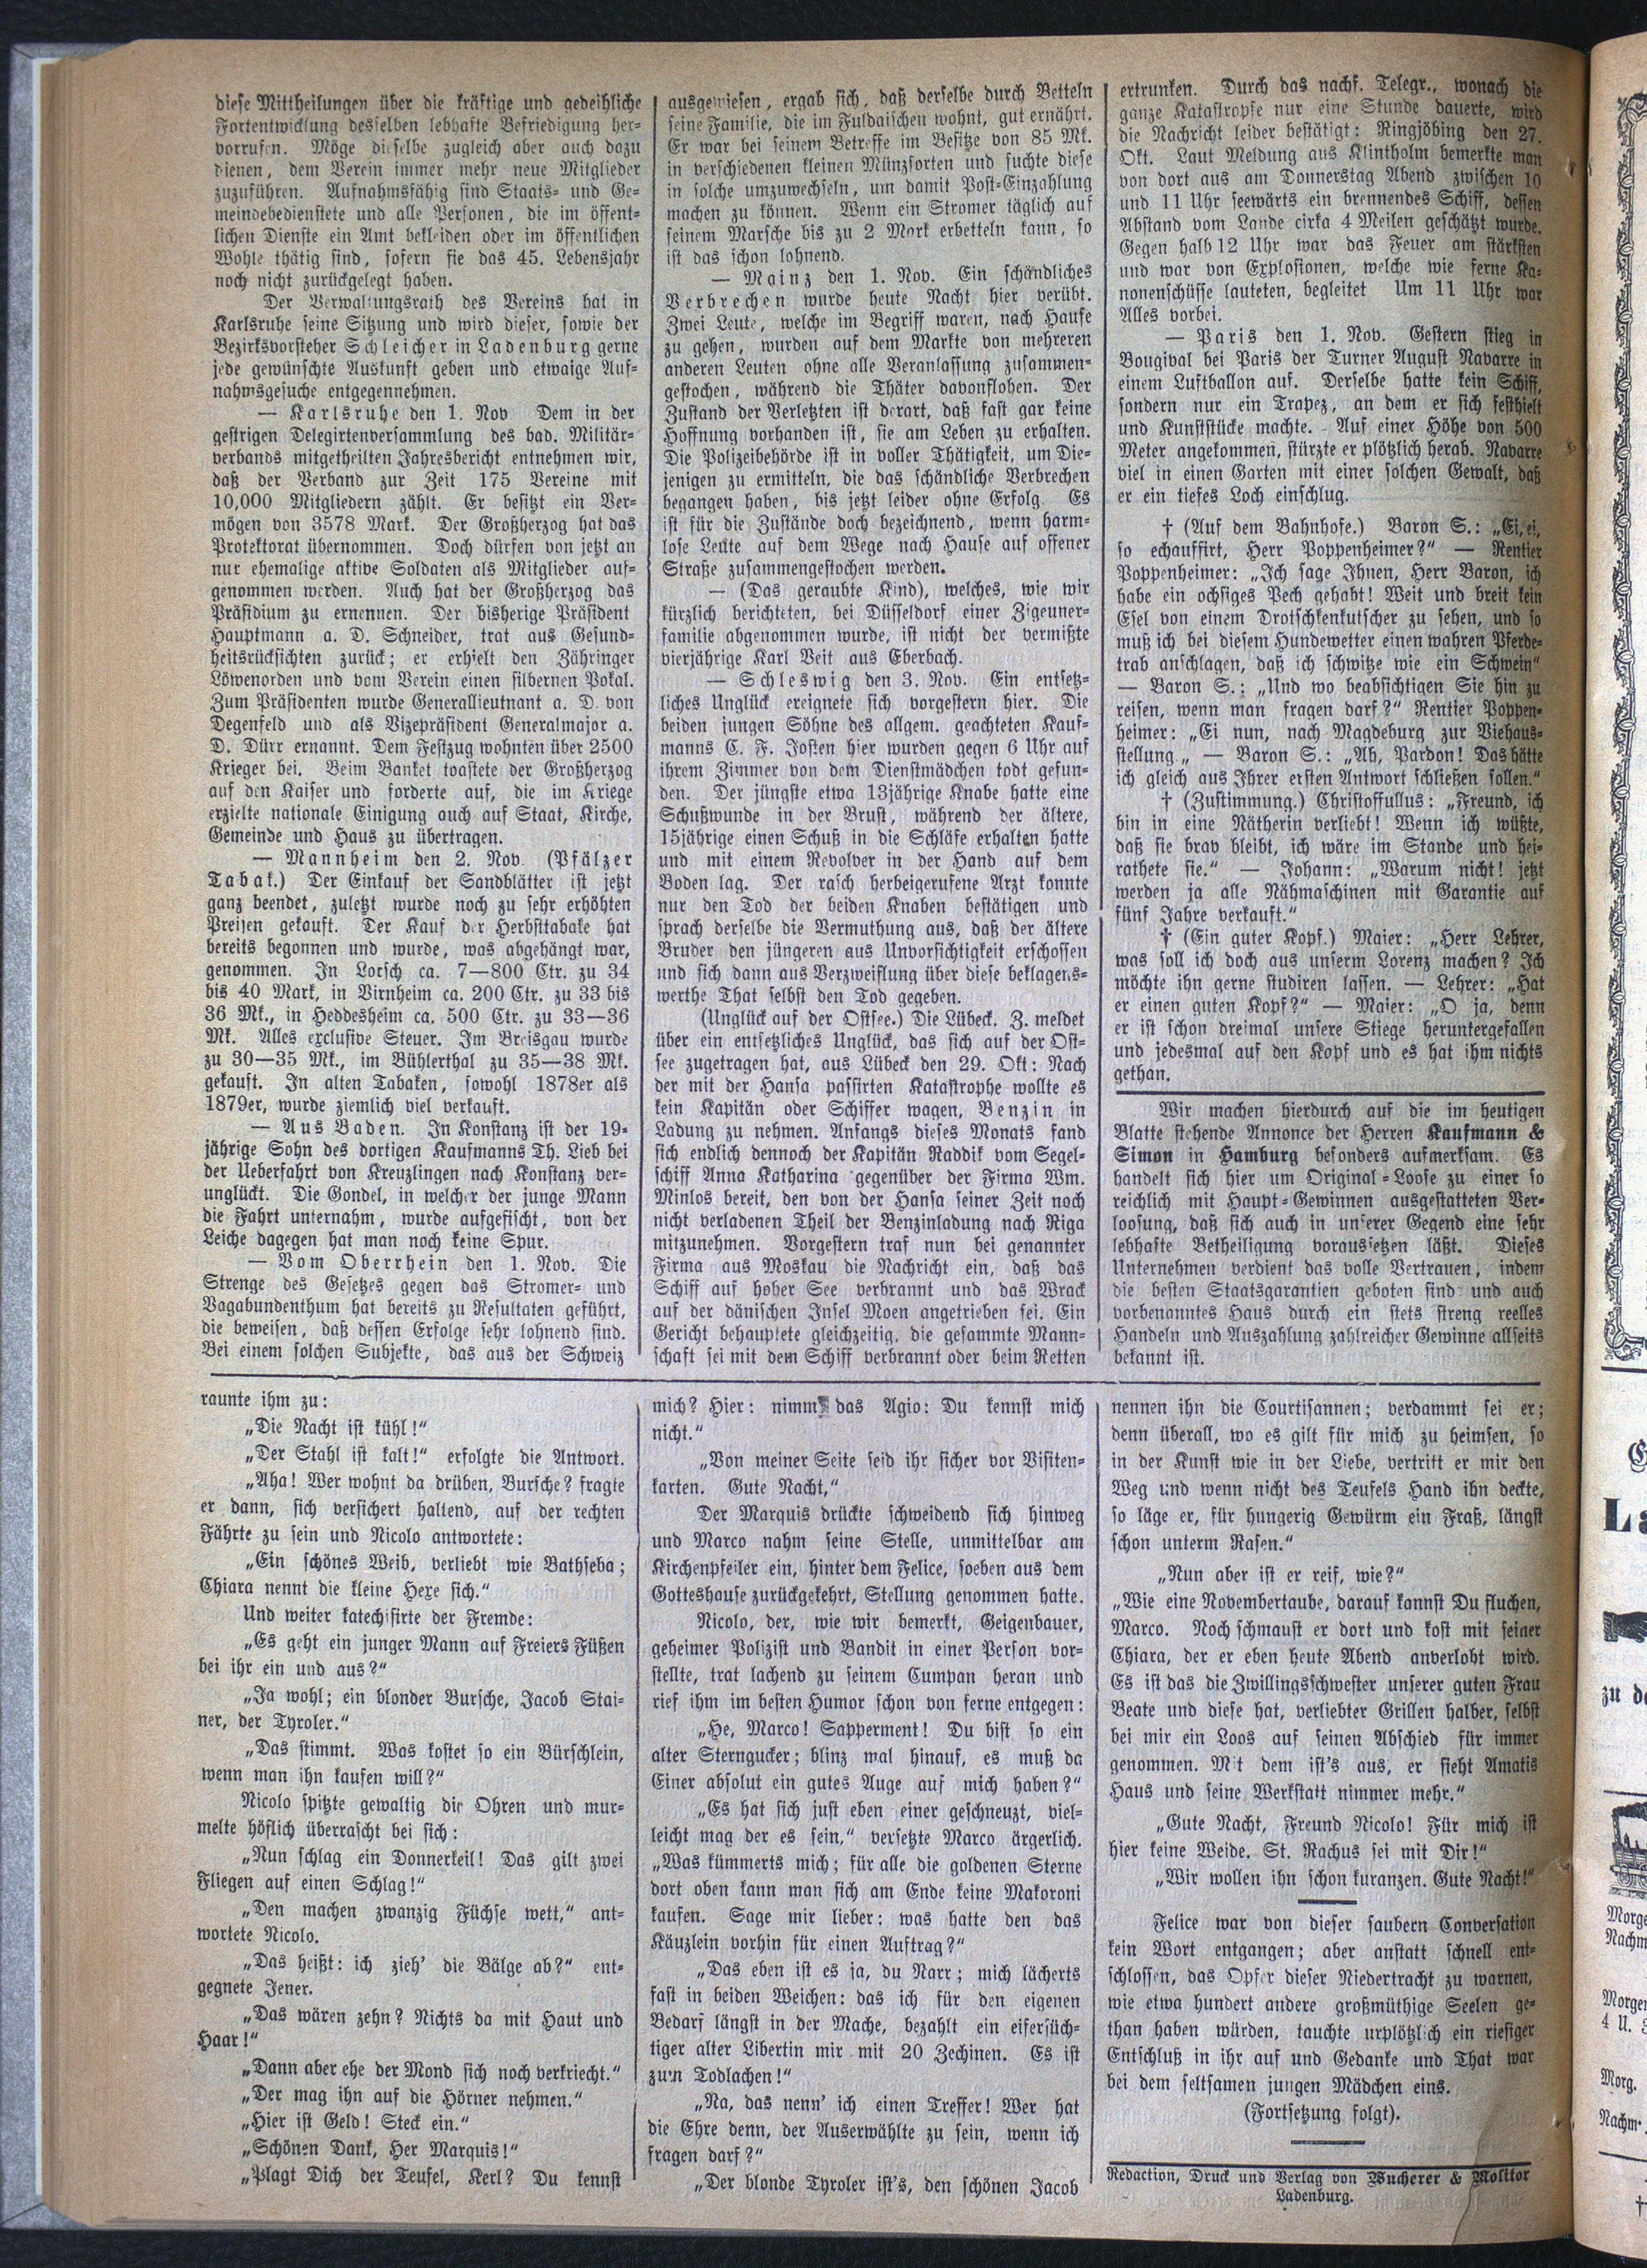 diese Mittheilungen über die kräftige und gedeihliche
Fortentwicklung desselben lebhafte Befriedigung her-
vorrufen. Möge dieselbe zugleich aber auch dazu
dienen, dem Verein immer mehr neue Mitglieder
zuzuführen. Aufnahmsfähig sind Staats- und Ge-
meindebedienstete und alle Personen, die im öffent-
lichen Dienste ein Amt bekleiden oder im öffentlichen
Wohle thätig sind, sofern sie das 45. Lebensjahr
noch nicht zurückgelegt haben.
Der Verwaltungsrath des Vereins hat in
Karlsruhe seine Sitzung und wird dieser, sowie der
Bezirksvorsteher Schleicher in Ladenburg gerne
jede gewünschte Auskunft geben und etwaige Auf-
nahmsgesuche entgegennehmen.
— Karlsruhe den 1. Nov Dem in der
gestrigen Delegirtenversammlung des bad. Militär-
verbands mitgetheilten Jahresbericht entnehmen wir,
daß der Verband zur Zeit 175 Vereine mit
10,000 Mitgliedern zählt. Er besitzt ein Ver-
mögen von 3578 Mark. Der Großherzog hat das
Protektorat übernommen. Doch dürfen von jetzt an
nur ehemalige aktive Soldaten als Mitglieder auf-
genommen werden. Auch hat der Großherzog das
Präsidium zu ernennen. Der bisherige Präsident
Hauptmann a. D. Schneider, trat aus Gesund-
heitsrücksichten zurück; er erhielt den Zähringer
Löwenorden und vom Verein einen silbernen Pokal.
Zum Präsidenten wurde Generallieutnant a. D. von
Degenfeld und als Vizepräsident Generalmajor a.
D. Dürr ernannt. Dem Festzug wohnten über 2500
Krieger bei. Beim Banket toastete der Großherzog
auf den Kaiser und forderte auf, die im Kriege
erzielte nationale Einigung auch auf Staat, Kirche,
Gemeinde und Haus zu übertragen.
— Mannheim den 2. Nov. (Pfälzer
Tabak.) Der Einkauf der Sandblätter ist jetzt
ganz beendet, zuletzt wurde noch zu sehr erhöhten
Preisen gekauft. Der Kauf der Herbsttabake hat
bereits begonnen und wurde, was abgehängt war,
genommen. In Lorsch ca. 7—800 Ctr. zu 34
bis 40 Mark, in Virnheim ca. 200 Ctr. zu 33 bis
36 Mk., in Heddesheim ca. 500 Ctr. zu 33—36
Mk. Alles exclusive Steuer. Im Breisgau wurde
zu 30—35 Mk., im Bühlerthal zu 35—38 Mk.
gekauft. In alten Tabaken, sowohl 1878er als
1879er, wurde ziemlich viel verkauft.
— Aus Baden. In Konstanz ist der 19-
jährige Sohn des dortigen Kaufmanns Th. Lieb bei
der Ueberfahrt von Kreuzlingen nach Konstanz ver-
unglückt. Die Gondel, in welcher der junge Mann
die Fahrt unternahm, wurde aufgefischt, von der
Leiche dagegen hat man noch keine Spur.
— Vom Oberrhein den 1. Nov. Die
Strenge des Gesetzes gegen das Stromer- und
Vagabundenthum hat bereits zu Resultaten geführt,
die beweisen, daß dessen Erfolge sehr lohnend sind.
Bei einem solchen Subjekte, das aus der Schweiz
ausgewiesen, ergab sich, daß derselbe durch Betteln
seine Familie, die im Fuldaischen wohnt, gut ernährt.
Er war bei seinem Betreffe im Besitze von 85 Mk.
in verschiedenen kleinen Münzsorten und suchte diese
in solche umzuwechseln, um damit Post-Einzahlung
machen zu können. Wenn ein Stromer täglich auf
seinem Marsche bis zu 2 Mark erbetteln kann, so
ist das schon lohnend.
— Mainz den 1. Nov. Ein schändliches
Verbrechen wurde heute Nacht hier verübt.
Zwei Leute, welche im Begriff waren, nach Hause
zu gehen, wurden auf dem Markte von mehreren
anderen Leuten ohne alle Veranlassung zusammen-
gestochen, während die Thäter davonflohen. Der
Zustand der Verletzten ist derart, daß fast gar keine
Hoffnung vorhanden ist, sie am Leben zu erhalten.
Die Polizeibehörde ist in voller Thätigkeit, um Die-
jenigen zu ermitteln, die das schändliche Verbrechen
begangen haben, bis jetzt leider ohne Erfolg. Es
ist für die Zustände doch bezeichnend, wenn harm-
lose Leute auf dem Wege nach Hause auf offener
Straße zusammengestochen werden.
— (Das geraubte Kind), welches, wie wir
kürzlich berichteten, bei Düsseldorf einer Zigeuner-
familie abgenommen wurde, ist nicht der vermißte
vierjährige Karl Veit aus Eberbach.
— Schleswig den 3. Nov. Ein entsetz-
liches Unglück ereignete sich vorgestern hier. Die
beiden jungen Söhne des allgem. geachteten Kauf-
manns C. F. Josten hier wurden gegen 6 Uhr auf
ihrem Zimmer von dem Dienstmädchen todt gefun-
den. Der jüngste etwa 13jährige Knabe hatte eine
Schußwunde in der Brust, während der ältere,
15jährige einen Schuß in die Schläfe erhalten hatte
und mit einem Revolver in der Hand auf dem
Boden lag. Der rasch herbeigerufene Arzt konnte
nur den Tod der beiden Knaben bestätigen und
sprach derselbe die Vermuthung aus, daß der ältere
Bruder den jüngeren aus Unvorsichtigkeit erschossen
und sich dann aus Verzweiflung über diese beklagens-
werthe That selbst den Tod gegeben.
(Unglück auf der Ostsee.) Die Lübeck. Z. meldet
über ein entsetzliches Unglück, das sich auf der Ost-
see zugetragen hat, aus Lübeck den 29. Okt: Nach
der mit der Hansa passirten Katastrophe wollte es
kein Kapitän oder Schiffer wagen, Benzin in
Ladung zu nehmen. Anfangs dieses Monats fand
sich endlich dennoch der Kapitän Raddik vom Segel-
schiff Anna Katharina gegenüber der Firma Wm.
Minlos bereit, den von der Hansa seiner Zeit noch
nicht verladenen Theil der Benzinladung nach Riga
mitzunehmen. Vorgestern traf nun bei genannter
Firma aus Moskau die Nachricht ein, daß das
Schiff auf hoher See verbrannt und das Wrack
auf der dänischen Insel Moen angetrieben sei. Ein
Gericht behauptete gleichzeitig, die gesammte Mann-
schaft sei mit dem Schiff verbrannt oder beim Retten
ertrunken. Durch das nachf. Telegr., wonach die
ganze Katastropfe nur eine Stunde dauerte, wird
die Nachricht leider bestätigt: Ringjöbing den 27.
Okt. Laut Meldung aus Klintholm bemerkte man
von dort aus am Donnerstag Abend zwischen 10
und 11 Uhr seewärts ein brennendes Schiff, dessen
Abstand vom Lande cirka 4 Meilen geschätzt wurde.
Gegen halb 12 Uhr war das Feuer am stärksten
und war von Explosionen, welche wie ferne Ka-
nonenschüsse lauteten, begleitet Um 11 Uhr war
Alles vorbei.
— Paris den 1. Nov. Gestern stieg in
Bougival bei Paris der Turner August Navarre in
einem Luftballon auf. Derselbe hatte kein Schiff,
sondern nur ein Trapez, an dem er sich festhielt
und Kunststücke machte. Auf einer Höhe von 500
Meter angekommen, stürzte er plötzlich herab. Navarre
viel in einen Garten mit einer solchen Gewalt, daß
er ein tiefes Loch einschlug.
† (Auf dem Bahnhofe.) Baron S.: „Ei, ei,
so echauffirt, Herr Poppenheimer?“ — Rentier
Poppenheimer: „Ich sage Ihnen, Herr Baron, ich
habe ein ochsiges Pech gehabt! Weit und breit kein
Esel von einem Drotschkenkutscher zu sehen, und so
muß ich bei diesem Hundewetter einen wahren Pferde-
trab anschlagen, daß ich schwitze wie ein Schwein“
— Baron S.: „Und wo beabsichtigen Sie hin zu
reisen, wenn man fragen darf?“ Rentier Poppen-
heimer: „Ei nun, nach Magdeburg zur Viehaus-
stellung„ — Baron S.: „Ah, Pardon! Das hätte
ich gleich aus Ihrer ersten Antwort schließen sollen.“
† (Zustimmung.) Christoffullus: „Freund, ich
bin in eine Nätherin verliebt! Wenn ich wüßte,
daß sie brav bleibt, ich wäre im Stande und hei-
rathete sie.“ — Johann: „Warum nicht! jetzt
werden ja alle Nähmaschinen mit Garantie auf
fünf Jahre verkauft.“
† (Ein guter Kopf.) Maier: „Herr Lehrer,
was soll ich doch aus unserm Lorenz machen? Ich
möchte ihn gerne studiren lassen. — Lehrer: „Hat
er einen guten Kopf?“ — Maier: „O ja, denn
er ist schon dreimal unsere Stiege heruntergefallen
und jedesmal auf den Kopf und es hat ihm nichts
gethan.
Wir machen hierdurch auf die im heutigen
Blatte stehende Annonce der Herren Kaufmann &
Simon in Hamburg besonders aufmerksam. Es
handelt sich hier um Original-Loose zu einer so
reichlich mit Haupt-Gewinnen ausgestatteten Ver-
loosung, daß sich auch in unserer Gegend eine sehr
lebhafte Betheiligung voraussetzen läßt. Dieses
Unternehmen verdient das volle Vertrauen, indem
die besten Staatsgarantien geboten sind und auch
vorbenanntes Haus durch ein stets streng reelles
Handeln und Auszahlung zahlreicher Gewinne allseits
bekannt ist.
raunte ihm zu:
„Die Nacht ist kühl!“
„Der Stahl ist kalt!“ erfolgte die Antwort.
„Aha! Wer wohnt da drüben, Bursche? fragte
er dann, sich versichert haltend, auf der rechten
Fährte zu sein und Nicolo antwortete:
„Ein schönes Weib, verliebt wie Bathseba;
Chiara nennt die kleine Hexe sich.“
Und weiter katechisirte der Fremde:
„Es geht ein junger Mann auf Freiers Füßen
bei ihr ein und aus?“
„Ja wohl; ein blonder Bursche, Jacob Stai-
ner, der Tyroler.“
„Das stimmt. Was kostet so ein Bürschlein,
wenn man ihn kaufen will?“
Nicolo spitzte gewaltig die Ohren und mur-
melte höflich überrascht bei sich:
„Nun schlag ein Donnerkeil! Das gilt zwei
Fliegen auf einen Schlag!“
„Den machen zwanzig Füchse wett,“ ant-
wortete Nicolo.
„Das heißt: ich zieh' die Bälge ab?“ ent-
gegnete Jener.
„Das wären zehn? Nichts da mit Haut und
Haar!“
„Dann aber ehe der Mond sich noch verkriecht.“
„Der mag ihn auf die Hörner nehmen.“
„Hier ist Geld! Steck ein.“
„Schönen Dank, Her Marquis!“
„Plagt Dich der Teufel, Kerl? Du kennst
mich? Hier: nimm das Agio: Du kennst mich
nicht.“
„Von meiner Seite seid ihr sicher vor Visiten-
karten. Gute Nacht,“
Der Marquis drückte schweidend sich hinweg
und Marco nahm seine Stelle, unmittelbar am
Kirchenpfeiler ein, hinter dem Felice, soeben aus dem
Gotteshause zurückgekehrt, Stellung genommen hatte.
Nicolo, der, wie wir bemerkt, Geigenbauer,
geheimer Polizist und Bandit in einer Person vor-
stellte, trat lachend zu seinem Cumpan heran und
rief ihm im besten Humor schon von ferne entgegen:
„He, Marco! Sapperment! Du bist so ein
alter Sterngucker; blinz mal hinauf, es muß da
Einer absolut ein gutes Auge auf mich haben?“
„Es hat sich just eben einer geschneuzt, viel-
leicht mag der es sein,“ versetzte Marco ärgerlich.
„Was kümmerts mich; für alle die goldenen Sterne
dort oben kann man sich am Ende keine Makoroni
kaufen. Sage mir lieber: was hatte den das
Käuzlein vorhin für einen Auftrag?“
„Das eben ist es ja, du Narr; mich lächerts
fast in beiden Weichen: das ich für den eigenen
Bedarf längst in der Mache, bezahlt ein eifersüch-
tiger alter Libertin mir mit 20 Zechinen. Es ist
zum Todlachen!“
„Na, das nenn' ich einen Treffer! Wer hat
die Ehre denn, der Auserwählte zu sein, wenn ich
fragen darf?“
„Der blonde Tyroler ist's, den schönen Jacob
nennen ihn die Courtisannen; verdammt sei er;
denn überall, wo es gilt für mich zu heimsen, so
in der Kunst wie in der Liebe, vertritt er mir den
Weg und wenn nicht des Teufels Hand ihn deckte,
so läge er, für hungerig Gewürm ein Fraß, längst
schon unterm Rasen.“
„Nun aber ist er reif, wie?“
„Wie eine Novembertaube, darauf kannst Du fluchen,
Marco. Noch schmaust er dort und kost mit seiner
Chiara, der er eben heute Abend anverlobt wird.
Es ist das die Zwillingsschwester unserer guten Frau
Beate und diese hat, verliebter Grillen halber, selbst
bei mir ein Loos auf seinen Abschied für immer
genommen. Mit dem ist's aus, er sieht Amatis
Haus und seine Werkstatt nimmer mehr.“
„Gute Nacht, Freund Nicolo! Für mich ist
hier keine Weide. St. Rachus sei mit Dir!“
„Wir wollen ihn schon kuranzen. Gute Nacht!“
Felice war von dieser saubern Conversation
kein Wort entgangen; aber anstatt schnell ent-
schlossen, das Opfer dieser Niedertracht zu warnen,
wie etwa hundert andere großmüthige Seelen ge-
than haben würden, tauchte urplötzlich ein riesiger
Entschluß in ihr auf und Gedanke und That war
bei dem seltsamen jungen Mädchen eins.
(Fortsetzung folgt).
Redaction, Druck und Verlag von Bucherer & Molitor
Ladenburg.
La
zu de
Morge
Nachm
Morgen
4 U.
Morg.
Nachm.